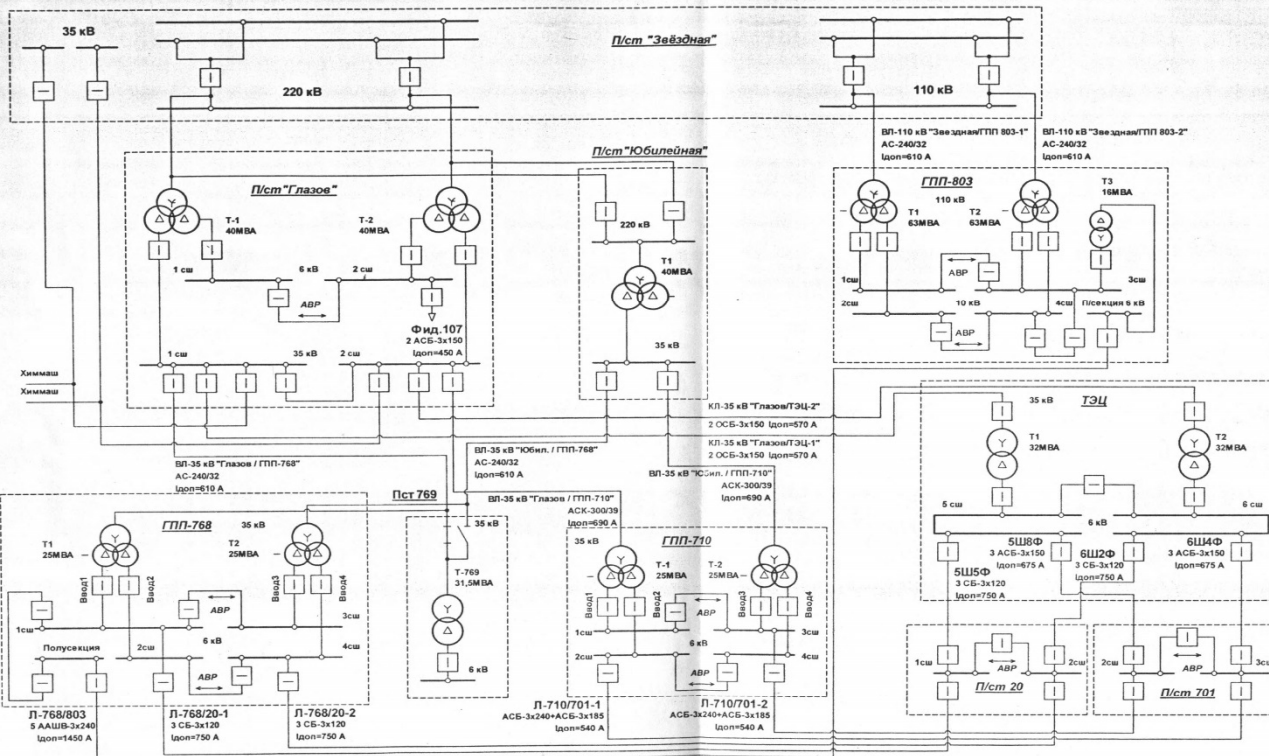 35 кВ
П/ст "Звёздная"
220 кВ
110 кВ
ВЛ-110 кВ "Звездная/ГПП 803-1"
АС-240/32
Iдоп=610 А
ВЛ-110 кВ "Звездная/ГПП 803-2"
АС-240/32
Iдоп=610 А
П/ст "Глазов"
Т-1
40МВА
Т-2
40МВА
1 сш
6 кВ
2 сш
АВР
Фид.107
2 АСБ-3х150
Iдоп=450 А
1 сш
35 кВ
2 сш
П/ст "Юбилейная"
220 кВ
Т1
40МВА
35 кВ
ГПП-803
110 кВ
Т1
63МВА
Т2
63МВА
Т3
16МВА
1сш
АВР
3сш
2сш
10 кВ
4сш
П/секция 6 кВ
АВР
Химмаш
Химмаш
КЛ-35 кВ "Глазов/ТЭЦ-2"
2 ОСБ-3х150 Iдоп=570 А
КЛ-35 кВ "Глазов/ТЭЦ-1"
2 ОСБ-3х150 Iдоп=570 А
ВЛ-35 кВ "Глазов / ГПП-768"
АС-240/32
Iдоп=610 А
ВЛ-35 кВ "Юбил. / ГПП-768"
АС-240/32
Iдоп=610 А
ВЛ-35 кВ "Глазов / ГПП-710"
АСК-300/39
Iдоп=690 А
ВЛ-35 кВ "Юбил. / ГПП-710"
АСК-300/39
Iдоп=690 А
ТЭЦ
35 кВ
Т1
32МВА
Т2
32МВА
5 сш
6 кВ
6 сш
5Ш8Ф
3 АСБ-3х150
Iдоп=675 А
6Ш2Ф
3 СБ-3х120
Iдоп=750 А
6Ш4Ф
3 АСБ-3х150
Iдоп=675 А
5Ш5Ф
3 СБ-3х120
Iдоп=750 А
ГПП-768
35 кВ
Т1
25МВА
Т2
25МВА
Ввод1
Ввод2
Ввод3
Ввод4
АВР
1сш
3сш
6 кВ
Полусекция
2сш
4сш
АВР
Пст 769
35 кВ
Т-769
31,5МВА
6 кВ
ГПП-710
35 кВ
Т-1
25МВА
Т-2
25МВА
Ввод1
Ввод2
Ввод3
Ввод4
АВР
1сш
3сш
6 кВ
2сш
4сш
АВР
1сш
АВР
2сш
П/ст 20
2сш
АВР
3сш
П/ст 701
Л-768/803
5 ААШВ-3х240
Iдоп=1450 А
Л-768/20-1
3 СБ-3х120
Iдоп=750 А
Л-768/20-2
3 СБ-3х120
Iдоп=750 А
Л-710/701-1
АСБ-3х240+АСБ-3х185
Iдоп=540 А
Л-710/701-2
АСБ-3х240+АСБ-3х185
Iдоп=540 А